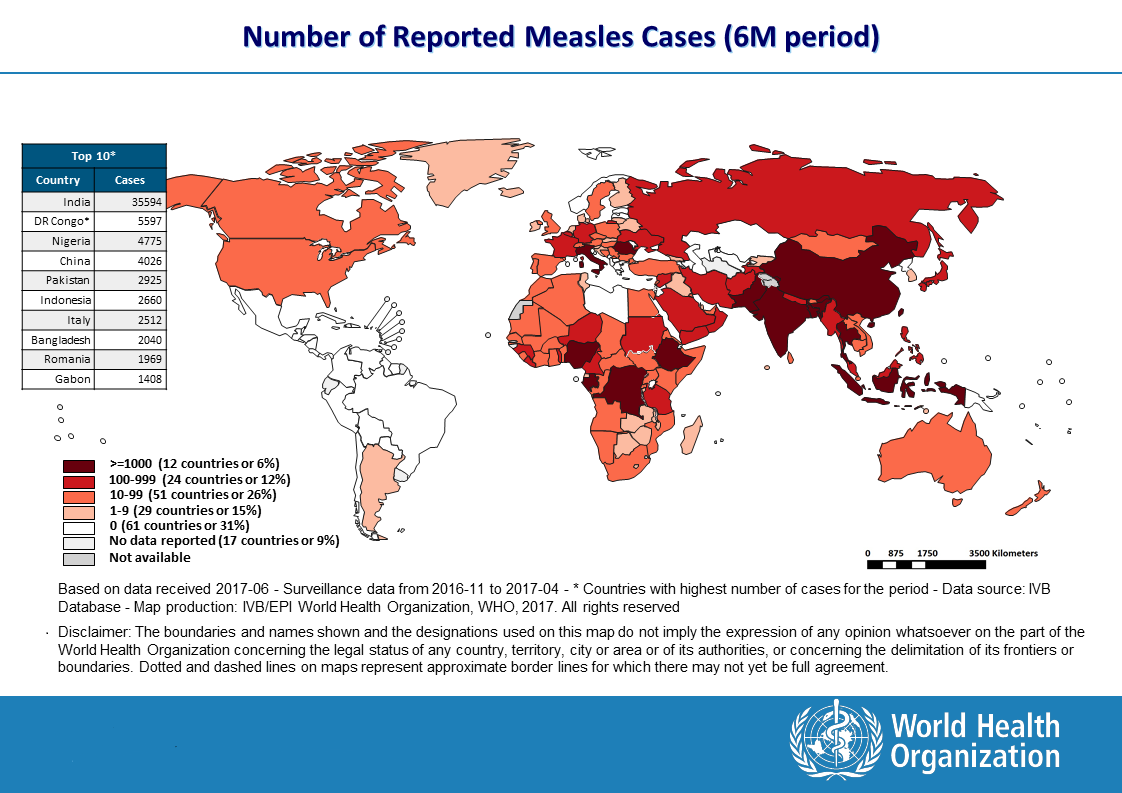 Number of Reported Measles Cases (6M period)
Top 10*
Country Cases
India 35594
DR Congo* 5597
Nigeria 4775
China 4026
Pakistan 2925
Indonesia 2660
Italy 2512
Bangladesh 2040
Romania 1969
Gabon 1408
>=1000 (12 countries or 6%)
100-999 (24 countries or 12%)
10-99 (51 countries or 26%)
1-9 (29 countries or 15%)
0 (61 countries or 31%)
No data reported (17 countries or 9%)
Not available
0 875 1750 3500 Kilometers
Based on data received 2017-06 - Surveillance data from 2016-11 to 2017-04 - * Countries with highest number of cases for the period - Data source: IVB
Database - Map production: IVB/EPI World Health Organization, WHO, 2017. All rights reserved
· Disclaimer: The boundaries and names shown and the designations used on this map do not imply the expression of any opinion whatsoever on the part of the
World Health Organization concerning the legal status of any country, territory, city or area or of its authorities, or concerning the delimitation of its frontiers or
boundaries. Dotted and dashed lines on maps represent approximate border lines for which there may not yet be full agreement.
World Health
Organization